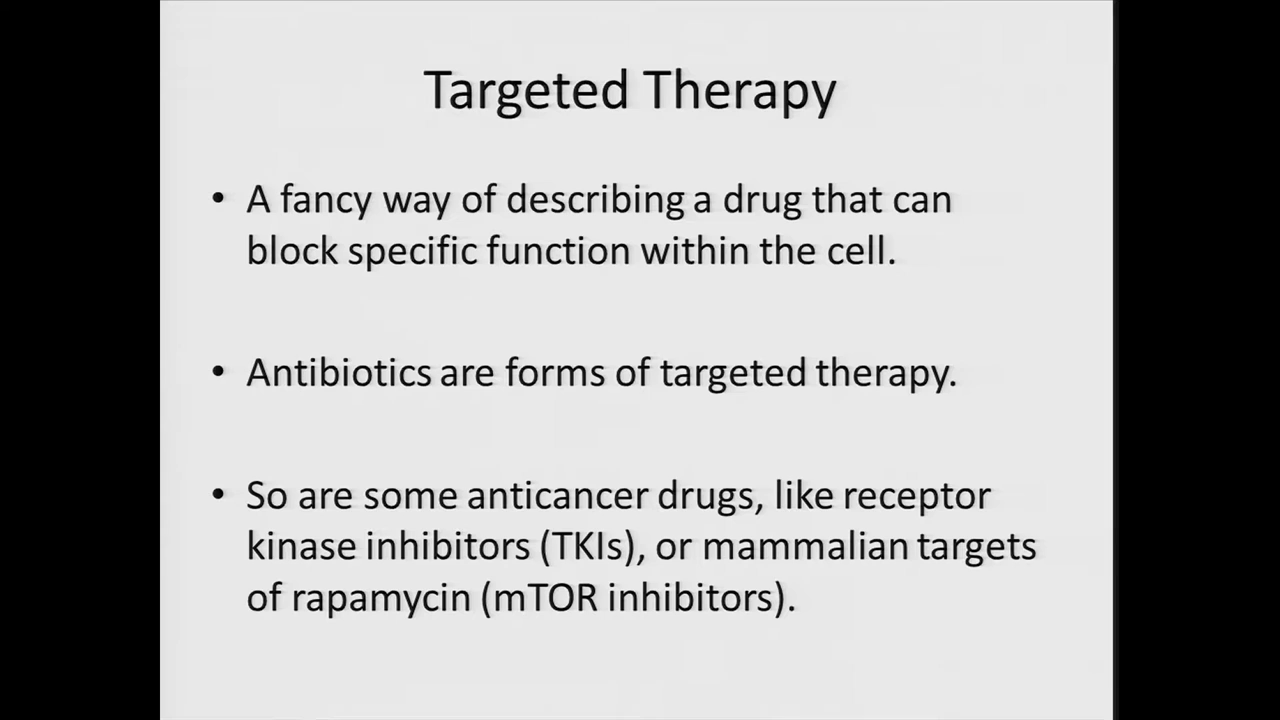 Targeted Therapy
• A fancy way of describing a drug that can
block specific function within the cell.
• Antibiotics are forms of targeted therapy.
• So are some anticancer drugs, like receptor
kinase inhibitors (TKIs), or mammalian targets
of rapamycin (mTOR inhibitors).